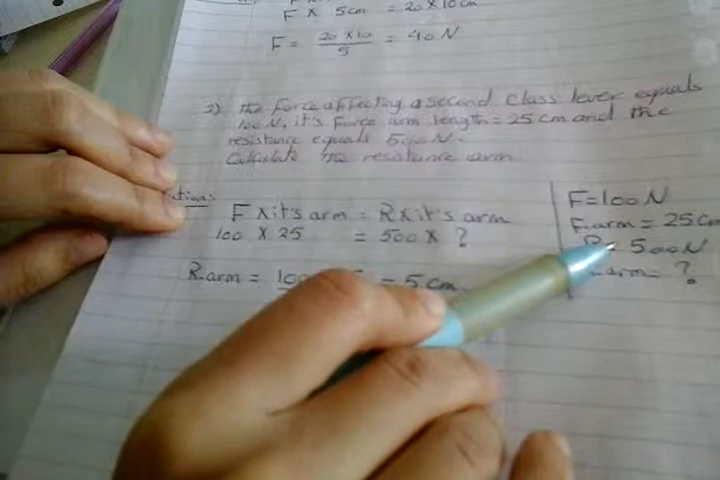 F X 5cm = 20 X 10 cm
F = 20 X 10 / 5 = 40 N
2) the force affecting a second class lever equals
100 N, it's force arm length = 25 cm and the
resistance equals 500 N.
Calculate the resistance arm
F X it's arm = R X it's arm
100 X 25 = 500 X ?
R.arm = = 5 cm
F = 100 N
F.arm = 25 cm
500 N
arm = ?